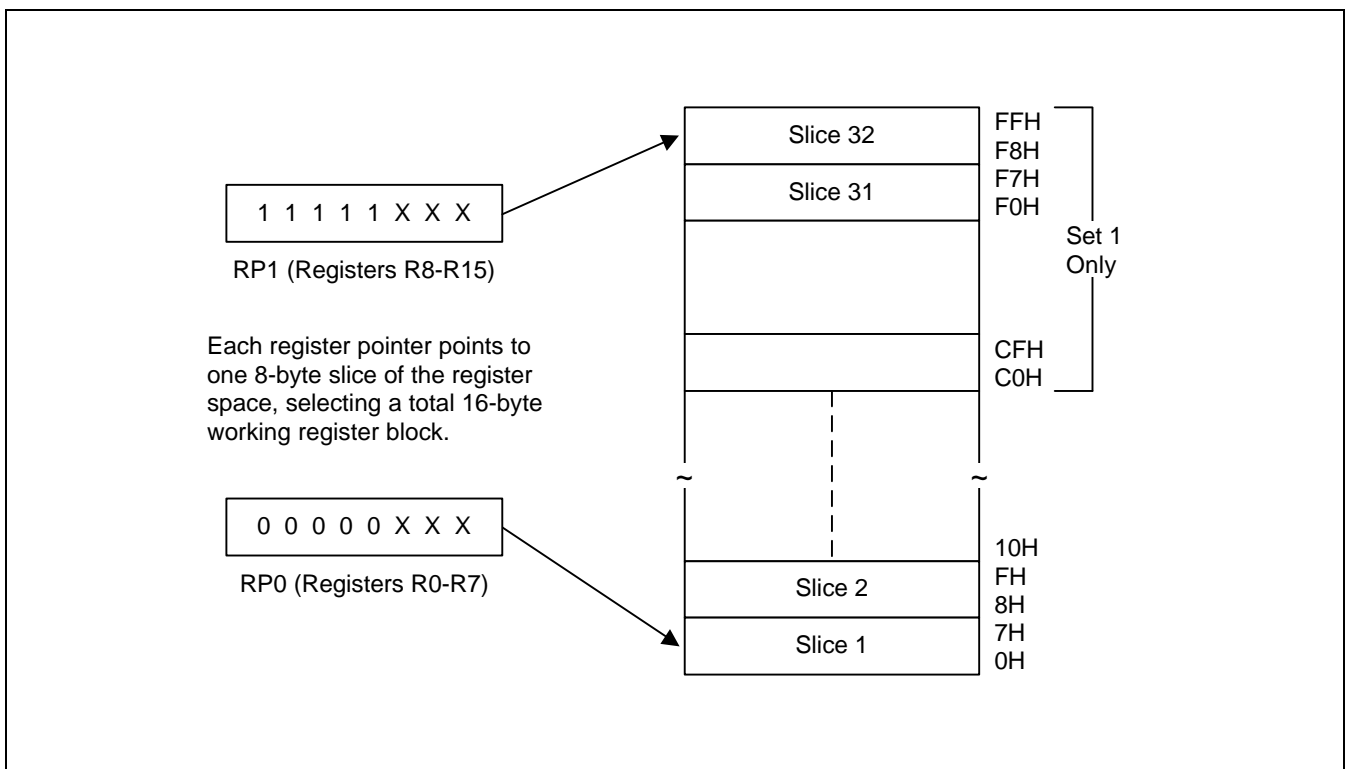 Slice 32
FFH
F8H
Slice 31
F7H
F0H
Set 1
Only
1 1 1 1 1 X X X
RP1 (Registers R8-R15)
Each register pointer points to
one 8-byte slice of the register
space, selecting a total 16-byte
working register block.
CFH
C0H
~ ~
0 0 0 0 0 X X X
RP0 (Registers R0-R7)
10H
Slice 2
FH
8H
Slice 1
7H
0H